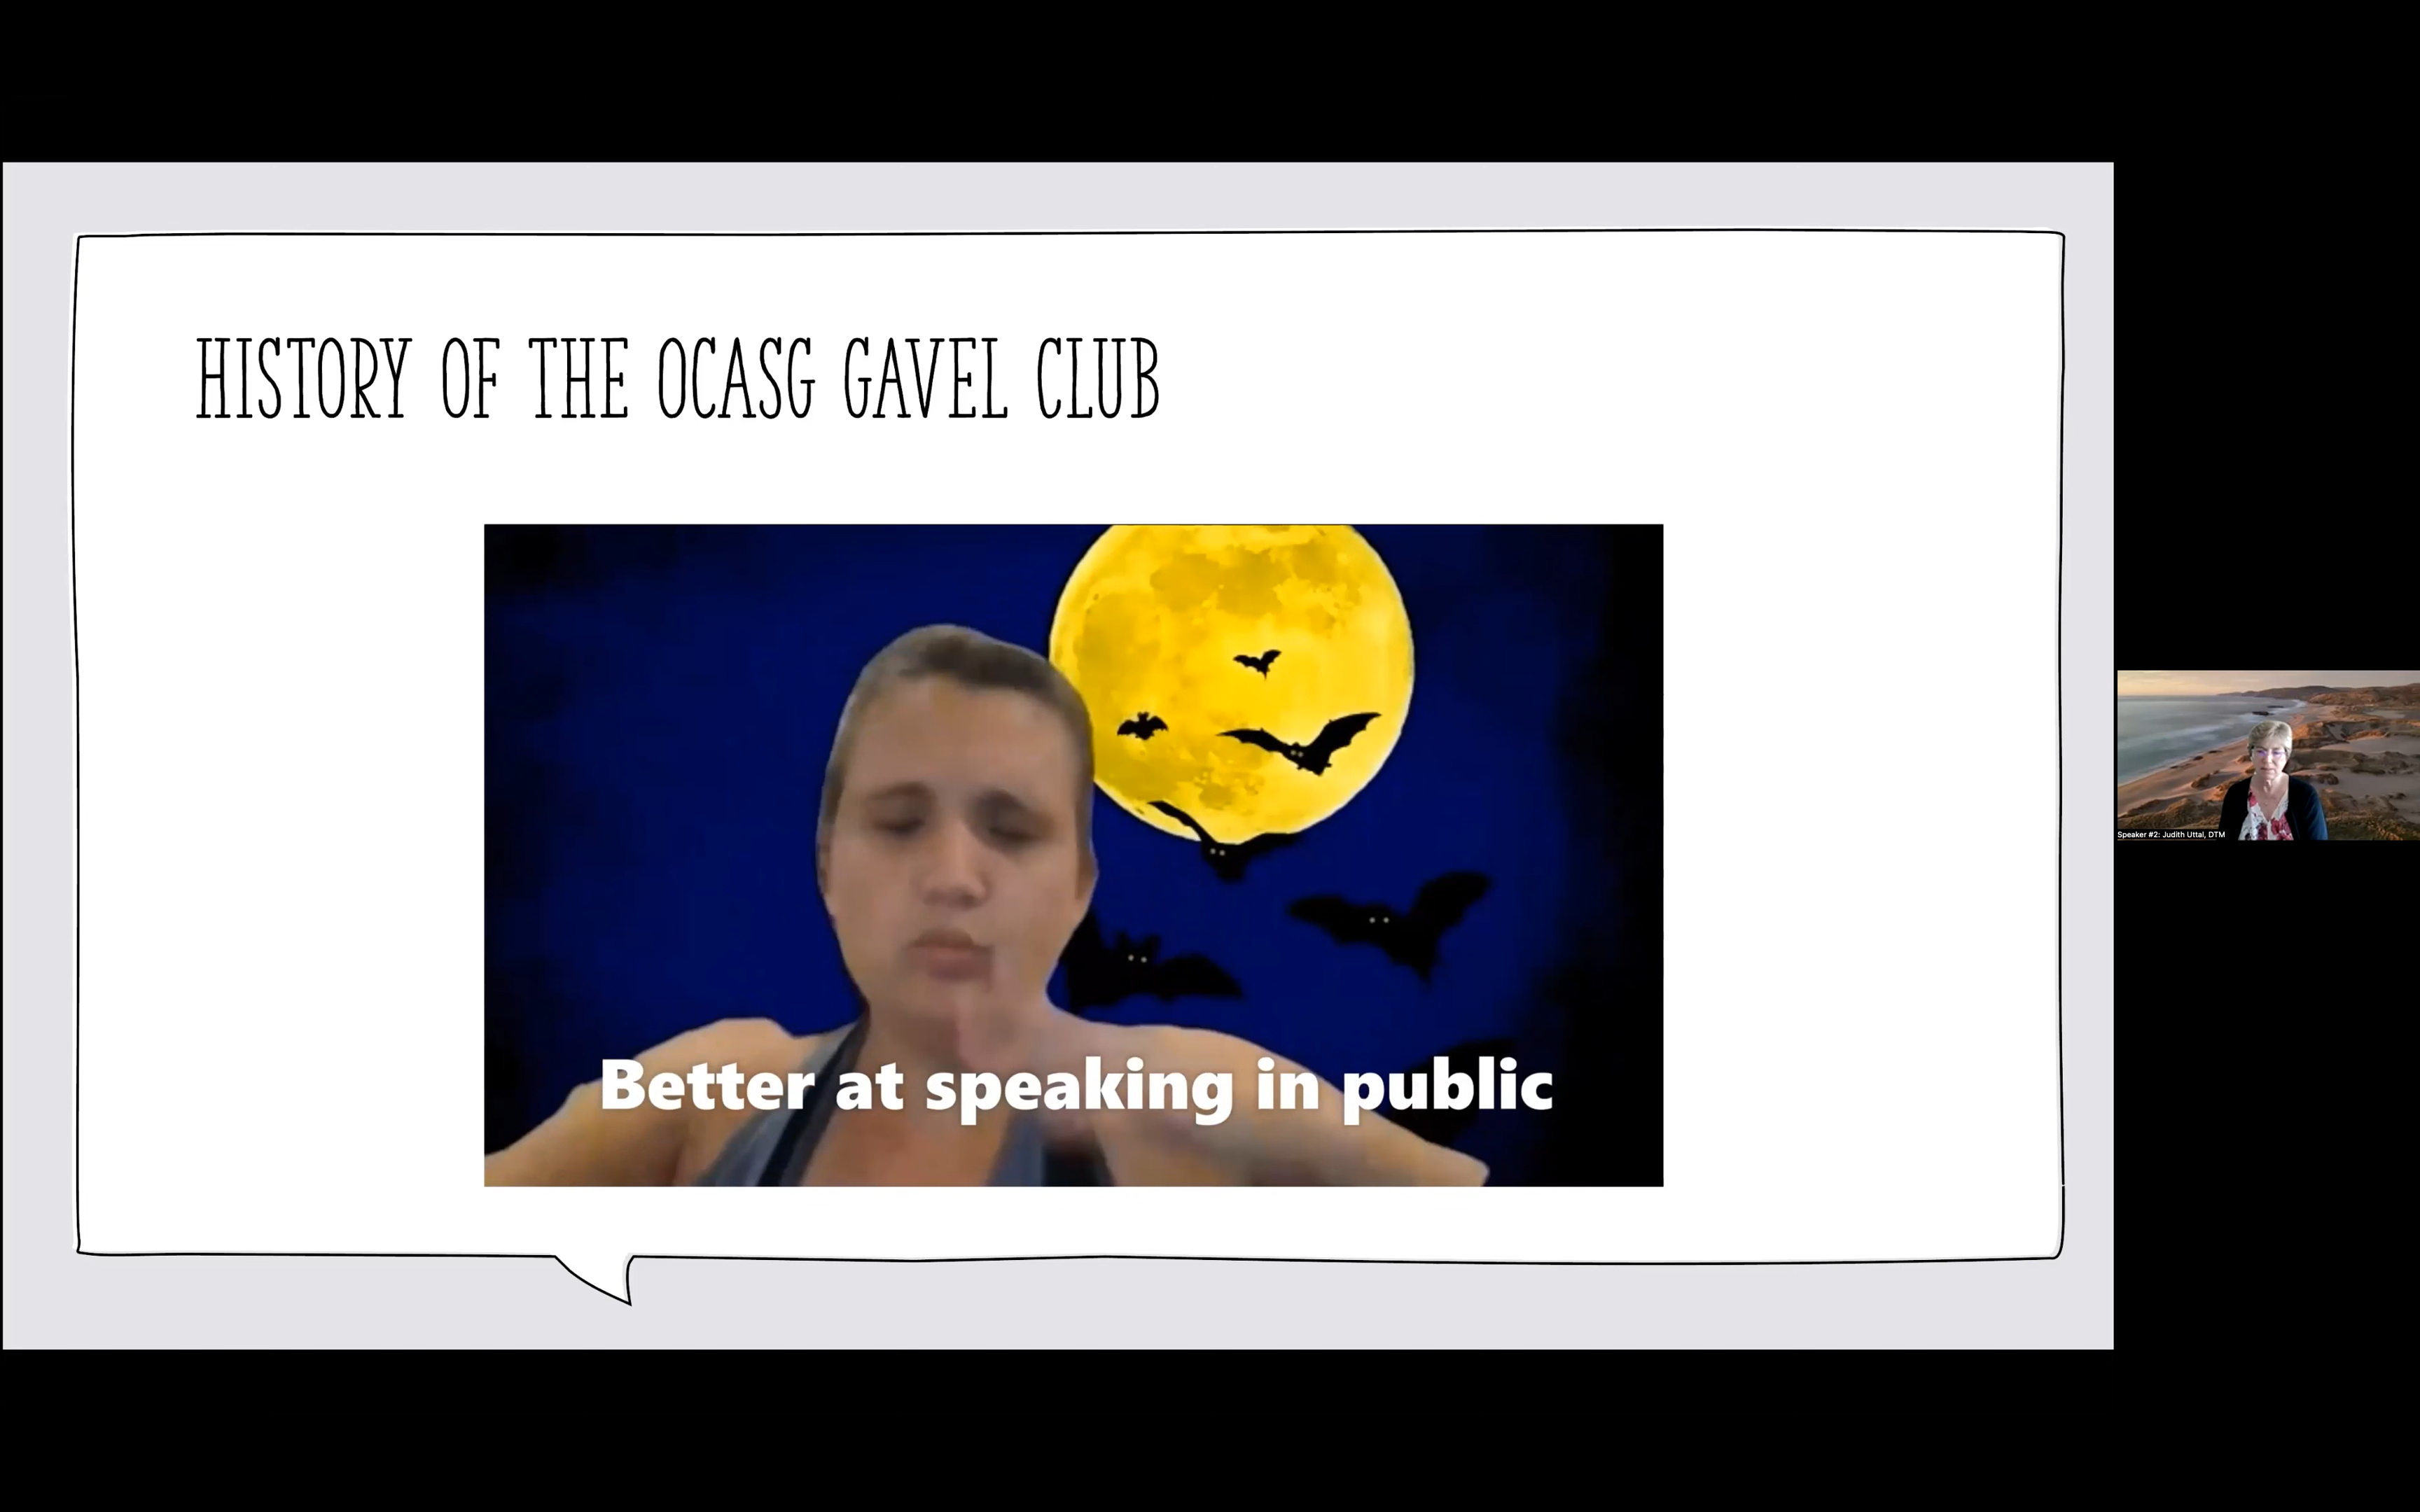 HISTORY OF THE OCASG GAVEL CLUB
Better at speaking in public
Speaker #2: Judith Uttal, DTM